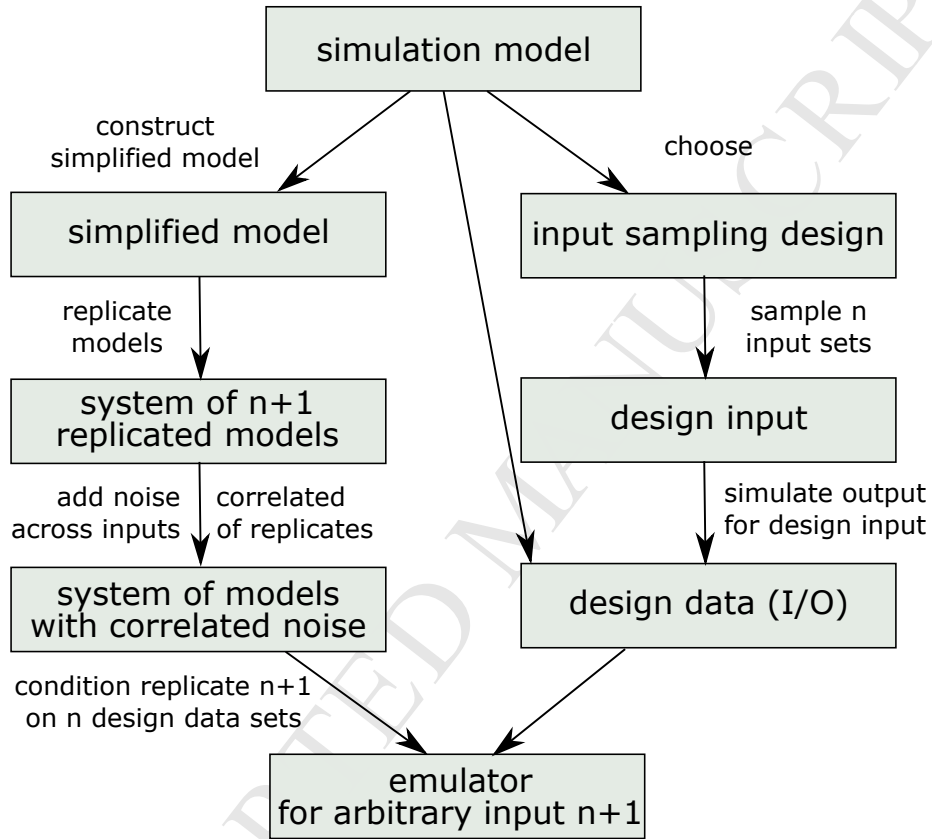 simulation model
construct
simplified model
choose
simplified model
input sampling design
replicate
models
sample n
input sets
system of n+1
replicated models
design input
add noise correlated
across inputs of replicates
simulate output
for design input
system of models
with correlated noise
design data (I/O)
condition replicate n+1
on n design data sets
emulator
for arbitrary input n+1
TED MANUSCRIP